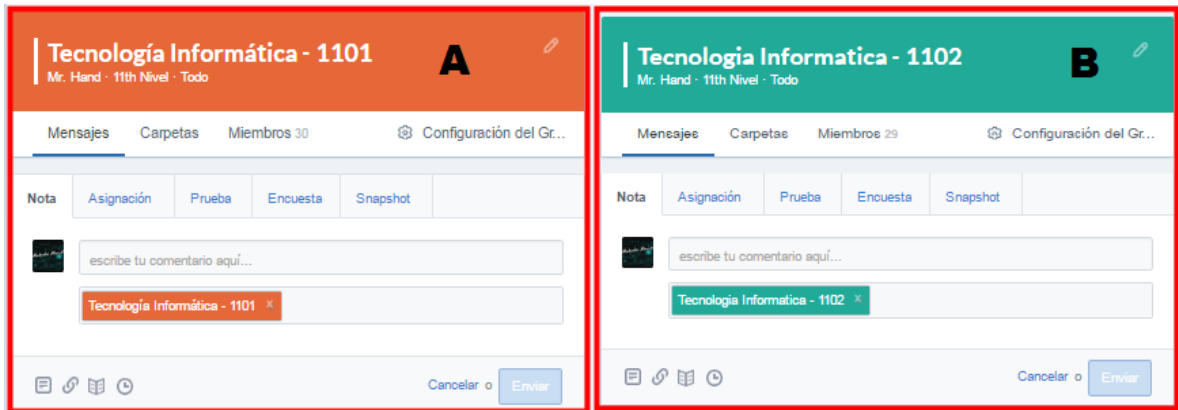 Tecnología Informática - 1101
A
Mr. Hand · 11th Nivel · Todo
Mensajes Carpetas Miembros 30 Configuración del Gr...
Nota Asignación Prueba Encuesta Snapshot
escribe tu comentario aquí...
Tecnología Informática - 1101 x
Cancelar o Enviar
Tecnologia Informatica - 1102
B
Mr. Hand · 11th Nivel · Todo
Mensajes Carpetas Miembros 29 Configuración del Gr...
Nota Asignación Prueba Encuesta Snapshot
escribe tu comentario aquí...
Tecnologia Informatica - 1102 x
Cancelar o Enviar